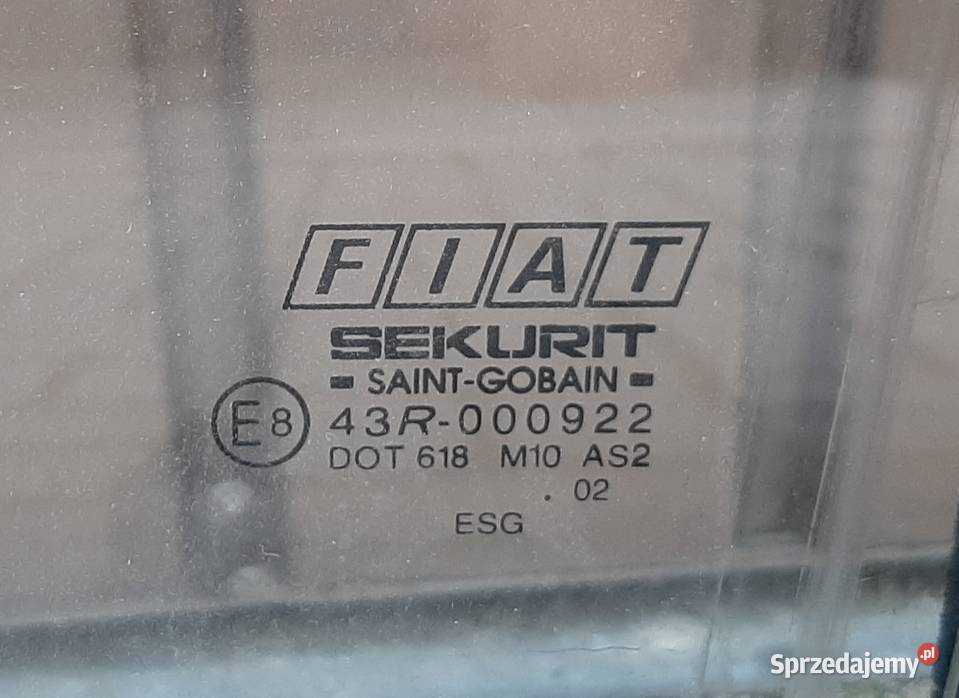 FIAT
SEKURIT
SAINT-GOBAIN
E8 43R-000922
DOT 618 M10 AS2
. 02
ESG
Sprzedajemy.pl